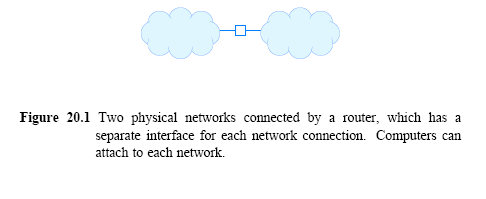 Figure 20.1 Two physical networks connected by a router, which has a
separate interface for each network connection. Computers can
attach to each network.